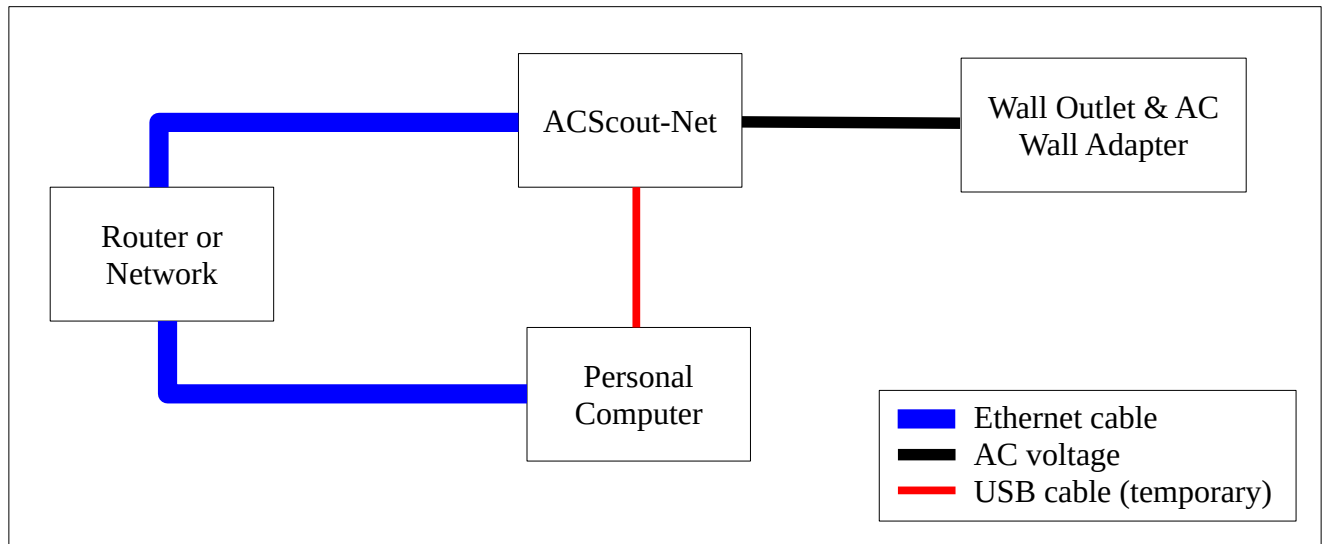 ACScout-Net
Wall Outlet & AC
Wall Adapter
Router or
Network
Personal
Computer
Ethernet cable
AC voltage
USB cable (temporary)